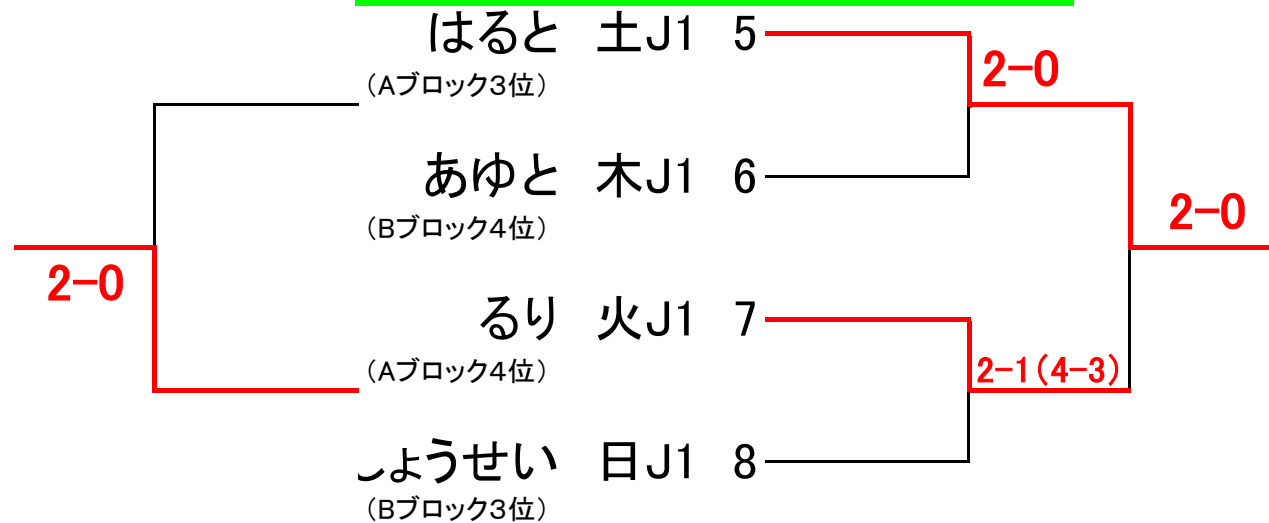 はると 土J1 5
2-0
(Aブロック3位)
あゆと 木J1 6
2-0
(Bブロック4位)
2-0
るり 火J1 7
(Aブロック4位)
2-1(4-3)
しょうせい 日J1 8
(Bブロック3位)